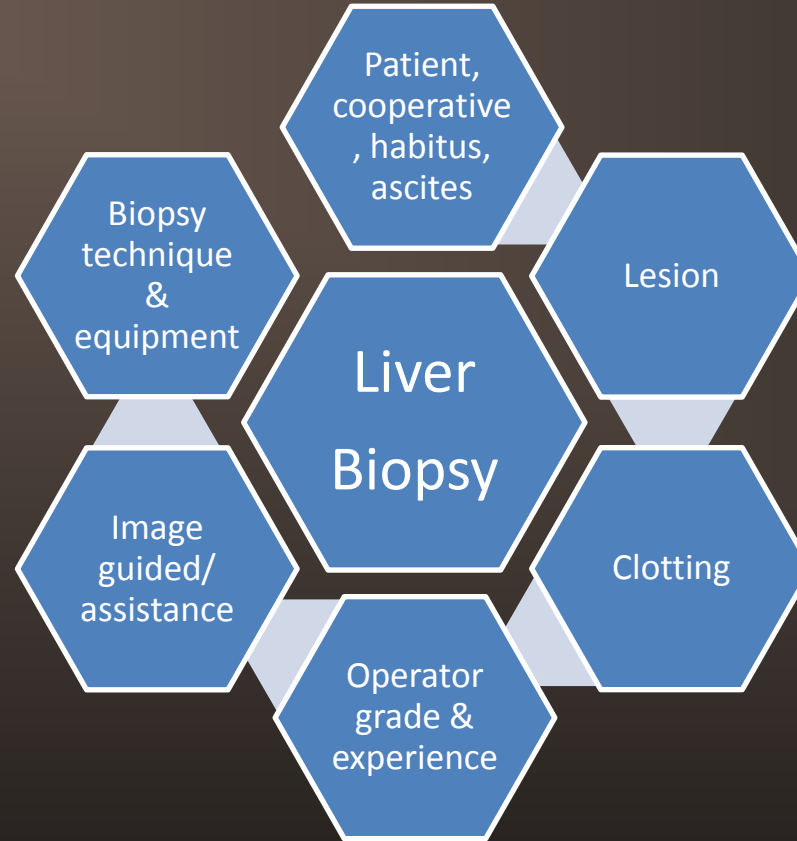 Patient,
cooperative
, habitus,
ascites
Lesion
Clotting
Operator
grade &
experience
Image
guided/
assistance
Biopsy
technique
&
equipment
Liver
Biopsy